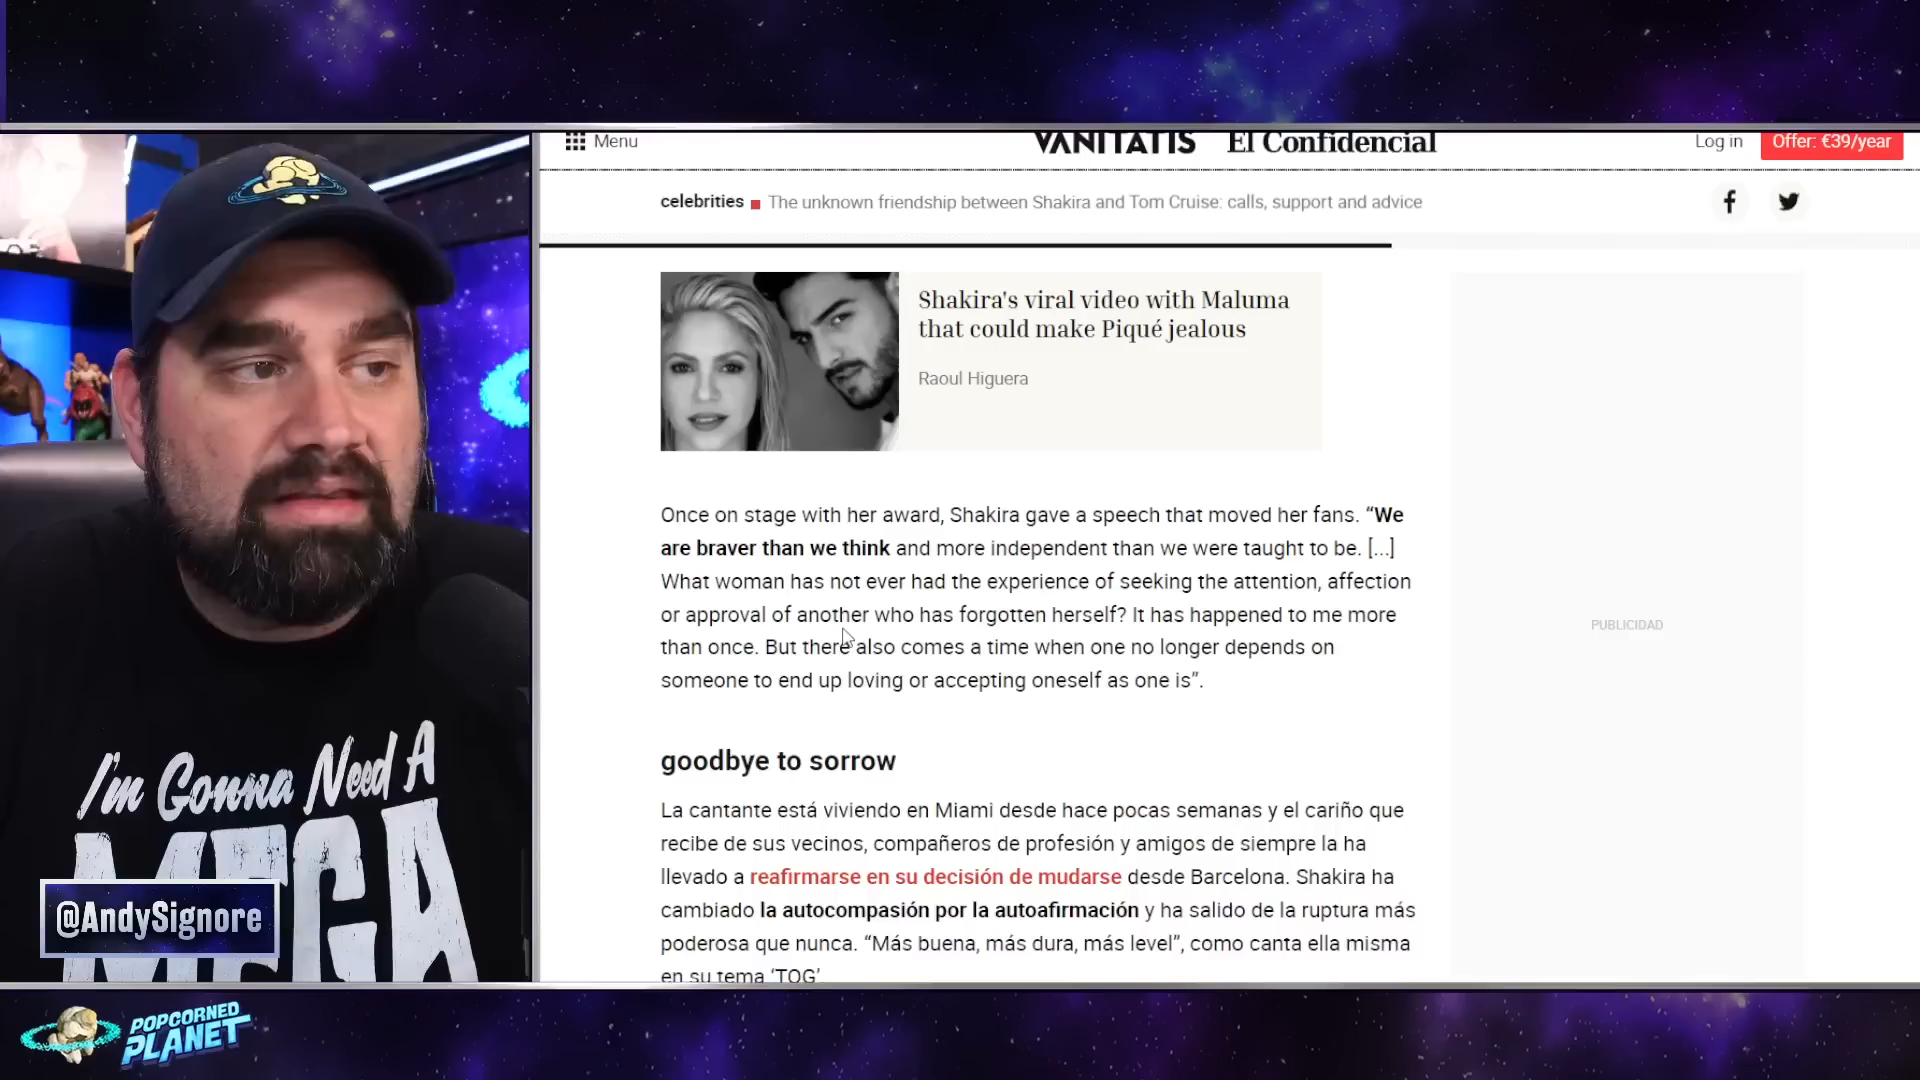 Menu
VANITATIS El Confidencial
Log in
Offer: €39/year
celebrities ■ The unknown friendship between Shakira and Tom Cruise: calls, support and advice
Shakira's viral video with Maluma
that could make Piqué jealous
Raoul Higuera
Once on stage with her award, Shakira gave a speech that moved her fans. “We
are braver than we think and more independent than we were taught to be. [...]
What woman has not ever had the experience of seeking the attention, affection
or approval of another who has forgotten herself? It has happened to me more
than once. But there also comes a time when one no longer depends on
someone to end up loving or accepting oneself as one is”.
PUBLICIDAD
goodbye to sorrow
La cantante está viviendo en Miami desde hace pocas semanas y el cariño que
recibe de sus vecinos, compañeros de profesión y amigos de siempre la ha
llevado a reafirmarse en su decisión de mudarse desde Barcelona. Shakira ha
cambiado la autocompasión por la autoafirmación y ha salido de la ruptura más
poderosa que nunca. “Más buena, más dura, más level”, como canta ella misma
en su tema ‘TQG’
I'm Gonna Need A
MEGA
@AndySignore
POPCORNED
PLANET